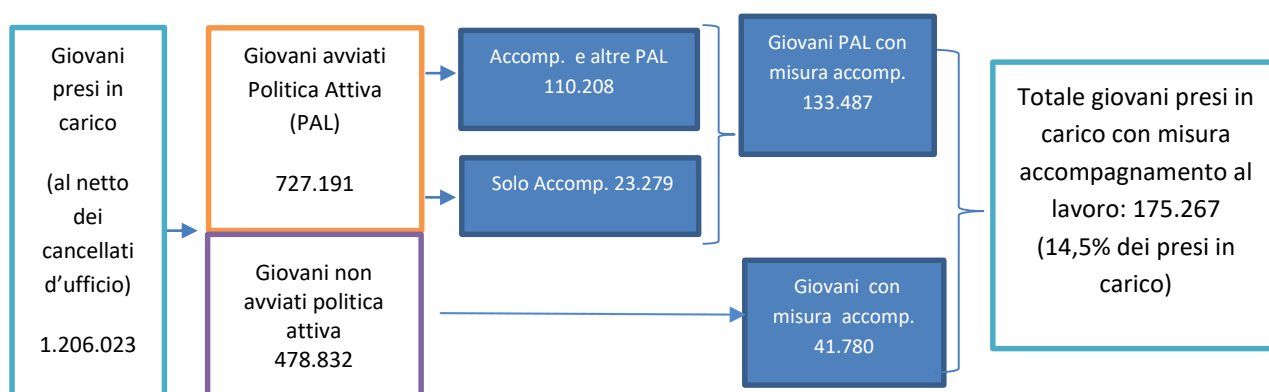 Giovani
presi in
carico
(al netto
dei
cancellati
d’ufficio)
1.206.023
Giovani avviati
Politica Attiva
(PAL)
727.191
Giovani non
avviati politica
attiva
478.832
Accomp. e altre PAL
110.208
Solo Accomp. 23.279
Giovani PAL con
misura accomp.
133.487
Giovani con
misura accomp.
41.780
Totale giovani presi in
carico con misura
accompagnamento al
lavoro: 175.267
(14,5% dei presi in
carico)